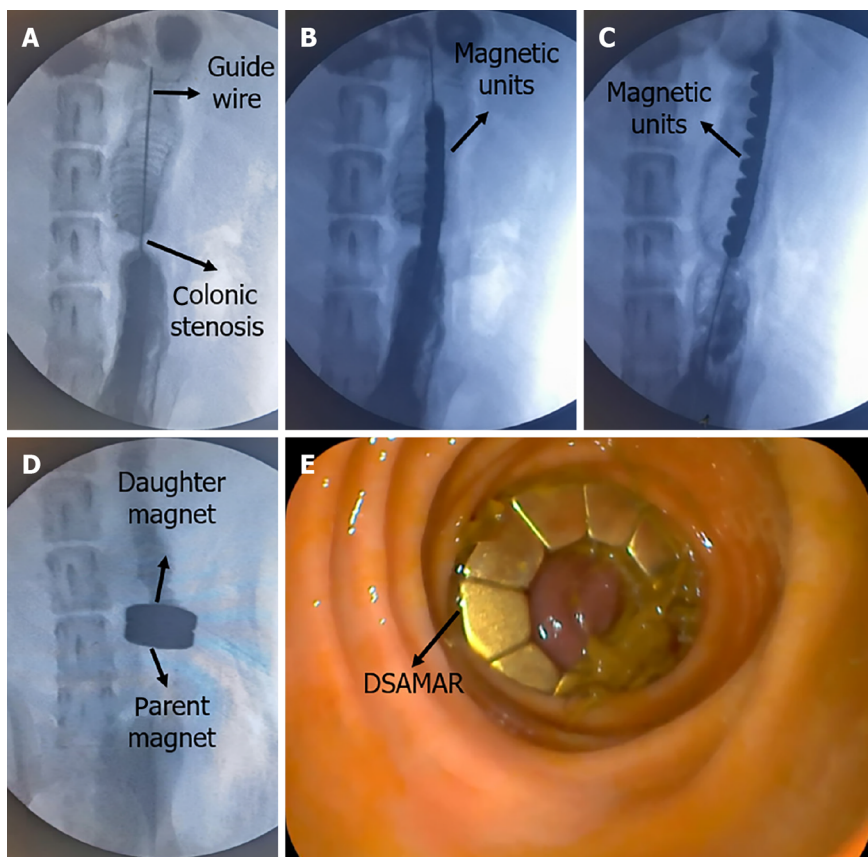 A
Guide
wire
Colonic
stenosis
B
Magnetic
units
C
Magnetic
units
D
Daughter
magnet
Parent
magnet
E
DSAMAR